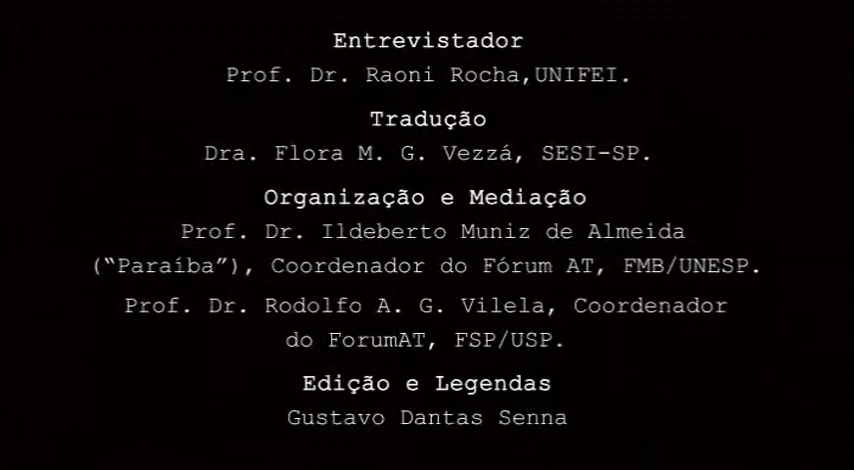 Entrevistador
Prof. Dr. Raoni Rocha,UNIFEI.
Tradução
Dra. Flora M. G. Vezzá, SESI-SP.
Organização e Mediação
Prof. Dr. Ildeberto Muniz de Almeida
(“Paraíba”), Coordenador do Fórum AT, FMB/UNESP.
Prof. Dr. Rodolfo A. G. Vilela, Coordenador
do ForumAT, FSP/USP.
Edição e Legendas
Gustavo Dantas Senna